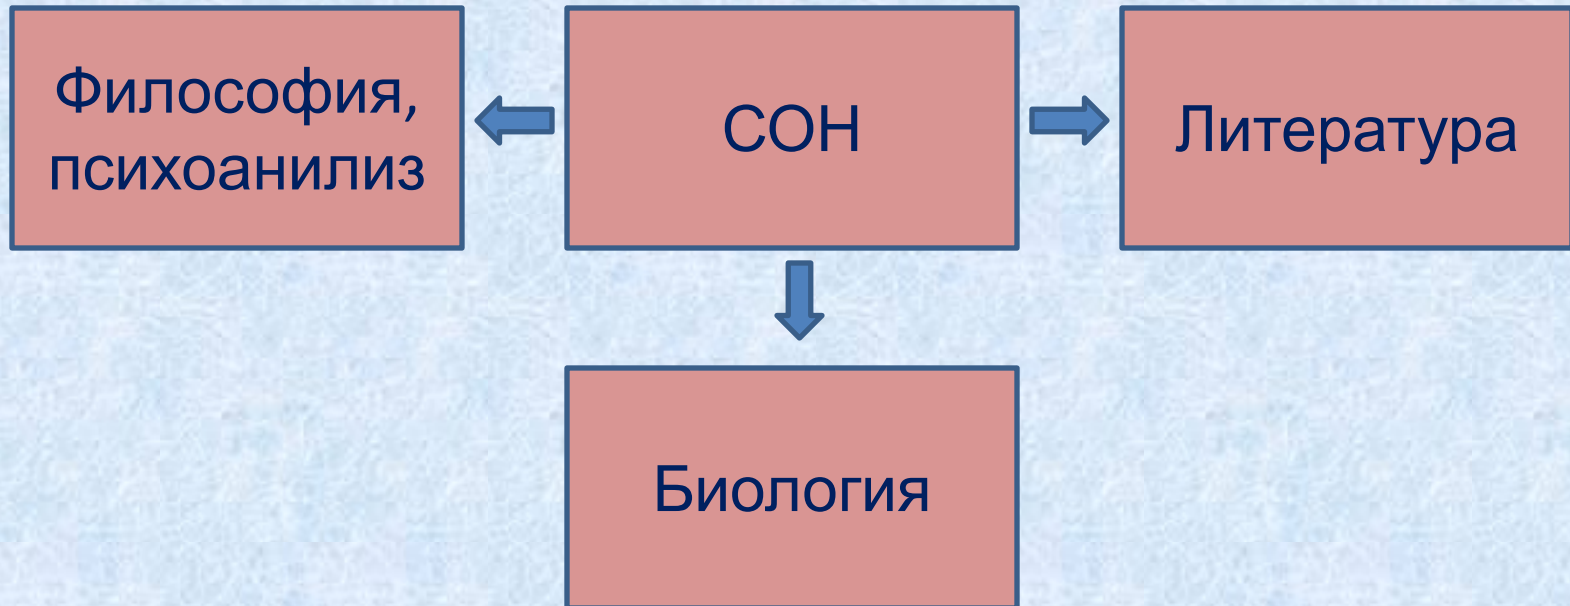 Философия,
психоанилиз
СОН
Литература
Биология